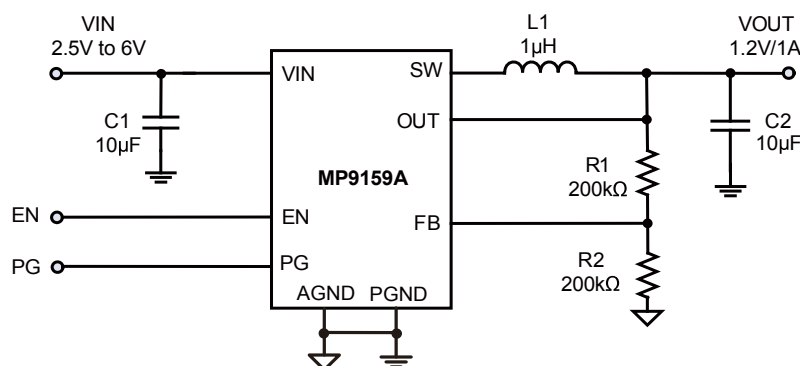 VIN
2.5V to 6V
L1
1μH
VOUT
1.2V/1A
VIN
SW
C1
10μF
OUT
C2
10μF
MP9159A
R1
200kΩ
EN
EN
FB
PG
PG
R2
200kΩ
AGND
PGND